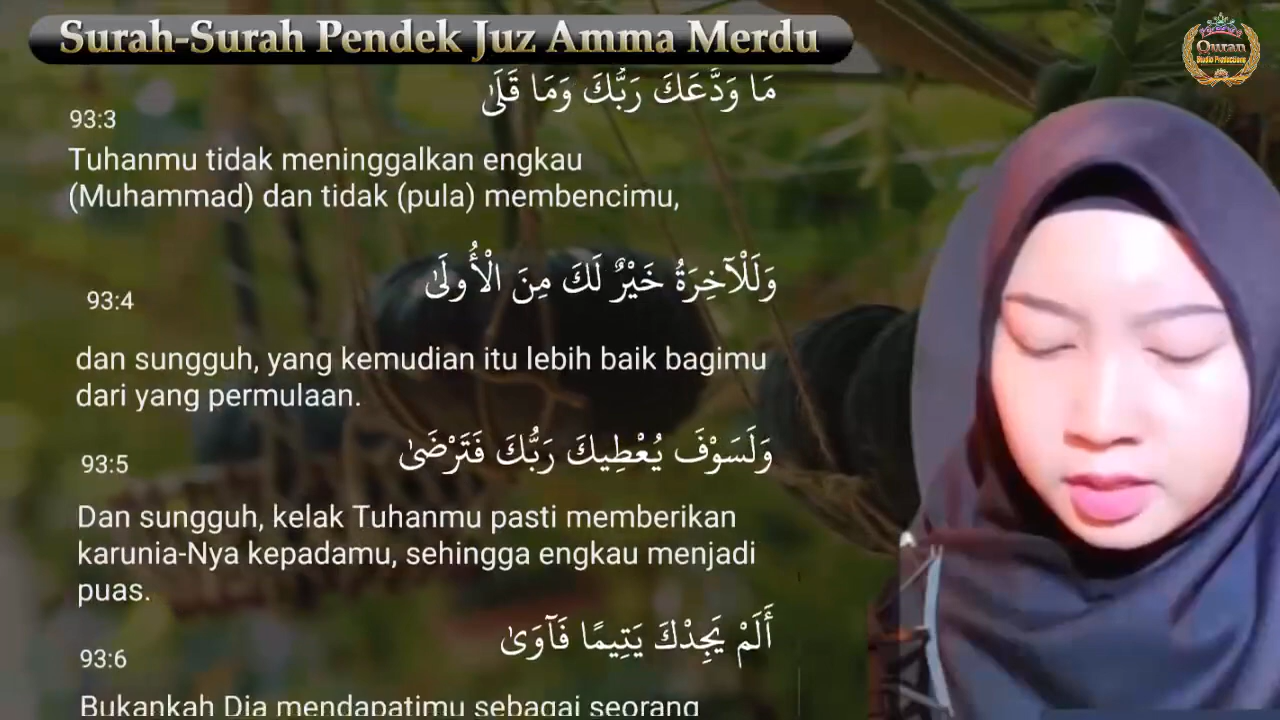 Surah-Surah Pendek Juz Amma Merdu
Quran
Studio Productions
مَا وَدَّعَكَ رَبُّكَ وَمَا قَلَىٰ
93:3
Tuhanmu tidak meninggalkan engkau
(Muhammad) dan tidak (pula) membencimu,
وَلَلْآخِرَةُ خَيْرٌ لَكَ مِنَ الْأُولَىٰ
93:4
dan sungguh, yang kemudian itu lebih baik bagimu
dari yang permulaan.
وَلَسَوْفَ يُعْطِيكَ رَبُّكَ فَتَرْضَىٰ
93:5
Dan sungguh, kelak Tuhanmu pasti memberikan
karunia-Nya kepadamu, sehingga engkau menjadi
puas.
أَلَمْ يَجِدْكَ يَتِيمًا فَآوَىٰ
93:6
Bukankah Dia mendapatimu sebagai seorang